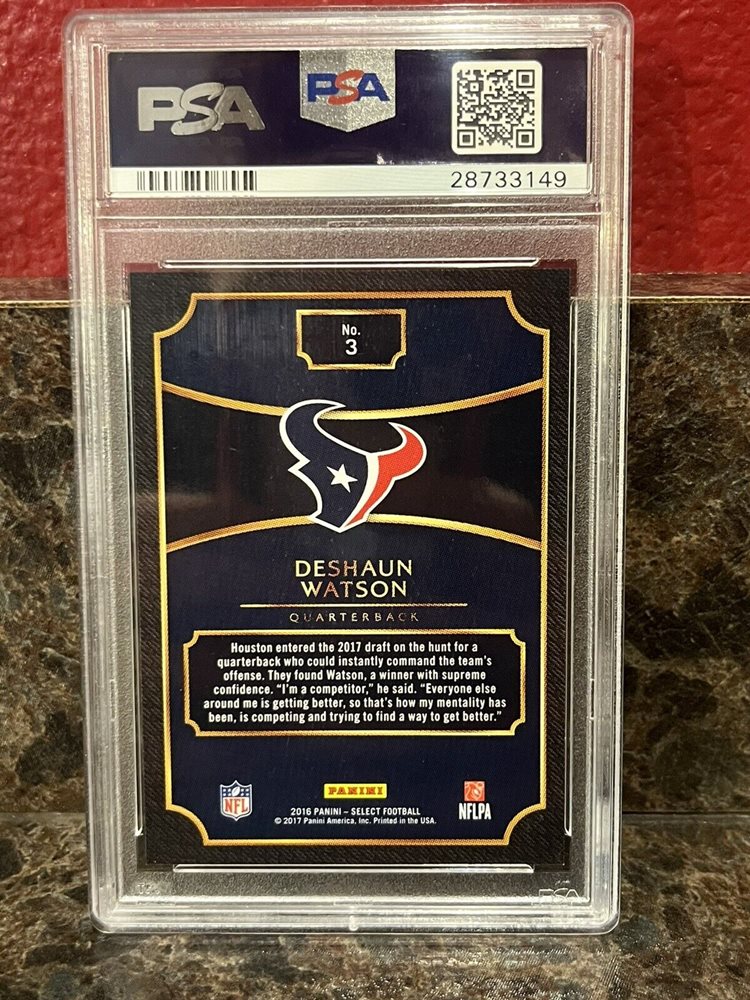 PSA
PSA
28733149
No.
3
DESHAUN
WATSON
QUARTERBACK
Houston entered the 2017 draft on the hunt for a
quarterback who could instantly command the team's
offense. They found Watson, a winner with supreme
confidence. "I'm a competitor," he said. "Everyone else
around me is getting better, so that's how my mentality has
been, is competing and trying to find a way to get better."
NFL
PANINI
NFLPA
2016 PANINI – SELECT FOOTBALL
© 2017 Panini America, Inc. Printed in the USA.
PSA